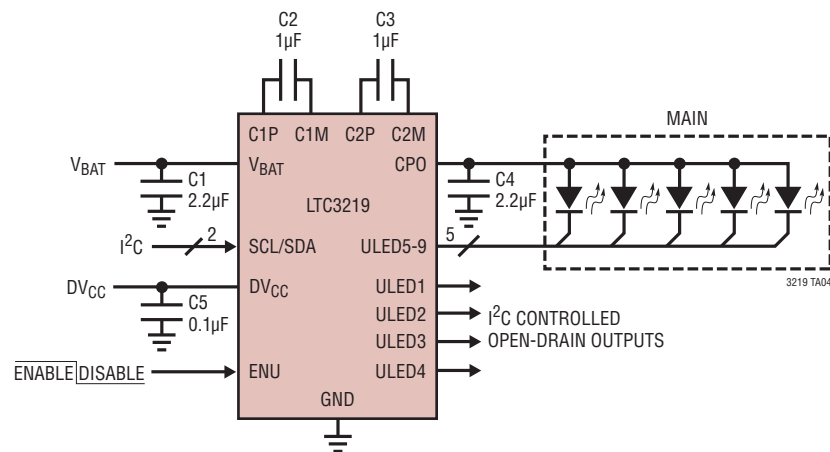 C2
1µF
C3
1µF
MAIN
C1P C1M C2P C2M
VBAT
VBAT
CPO
C1
2.2µF
C4
2.2µF
LTC3219
I2C
2
SCL/SDA
ULED5-9
5
3219 TA04
DVCC
DVCC
ULED1
C5
0.1µF
ULED2
I2C CONTROLLED
ULED3
OPEN-DRAIN OUTPUTS
ENABLE DISABLE
ENU
ULED4
GND